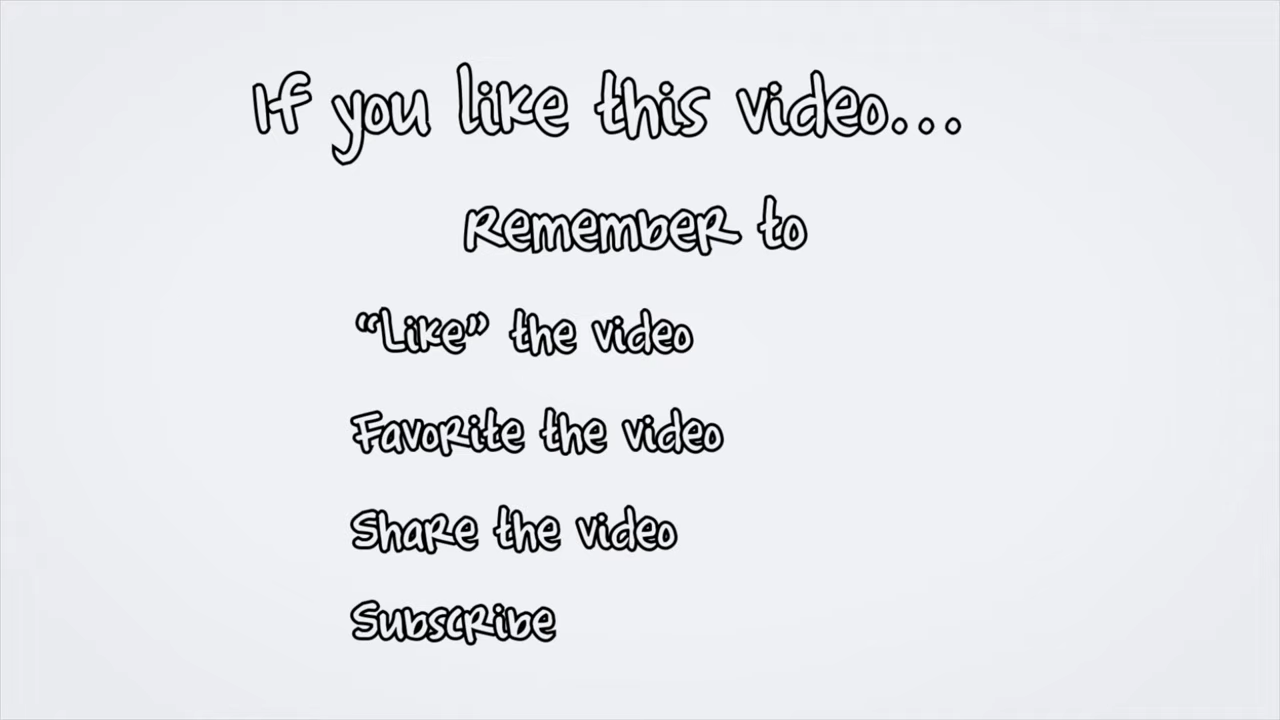 If you like this video...
Remember to
“Like” the video
Favorite the video
Share the video
Subscribe